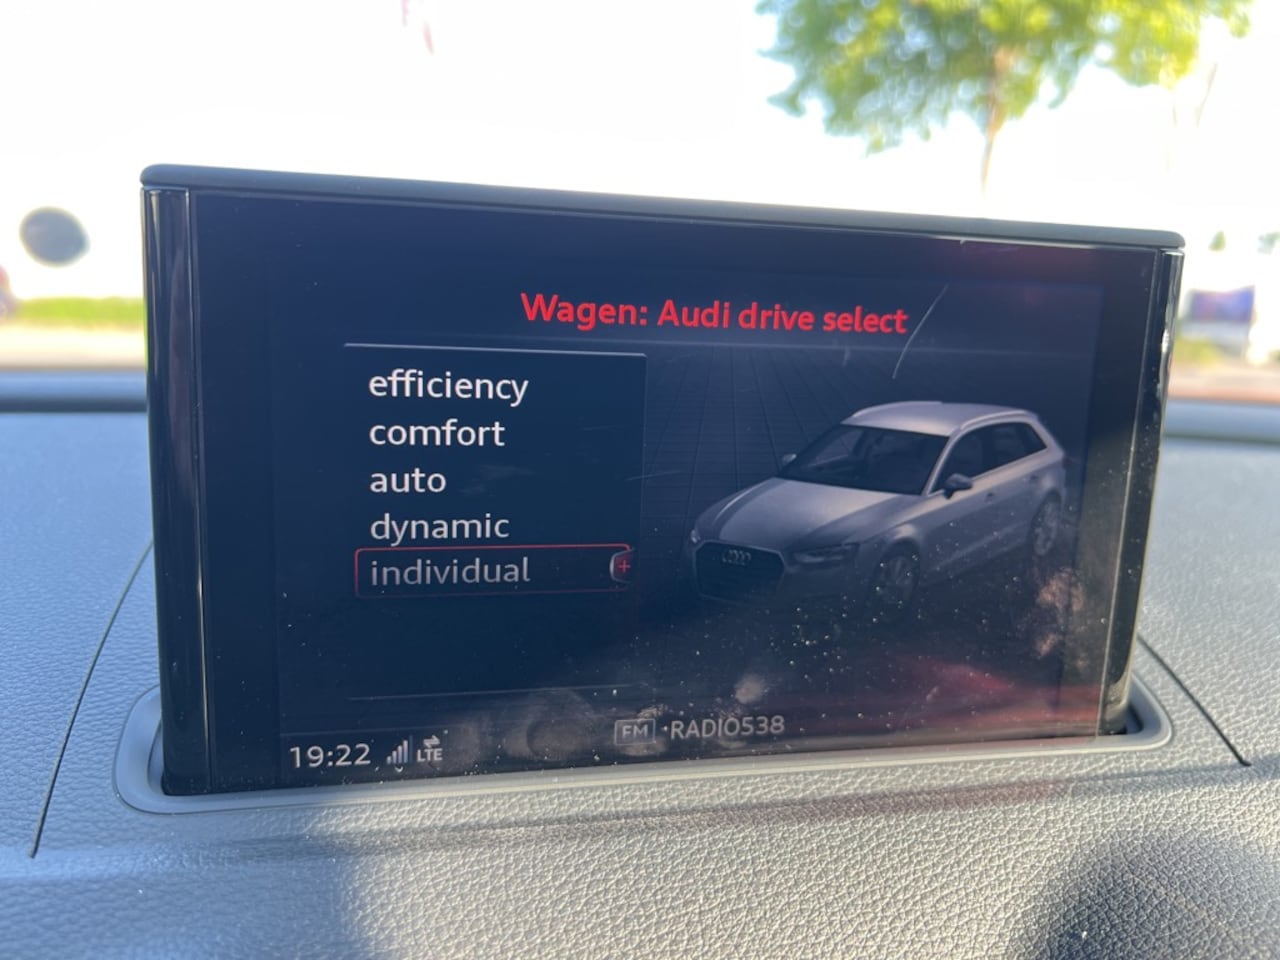 Wagen: Audi drive select
efficiency
comfort
auto
dynamic
individual
FM •RADIO538
19:22 LTE